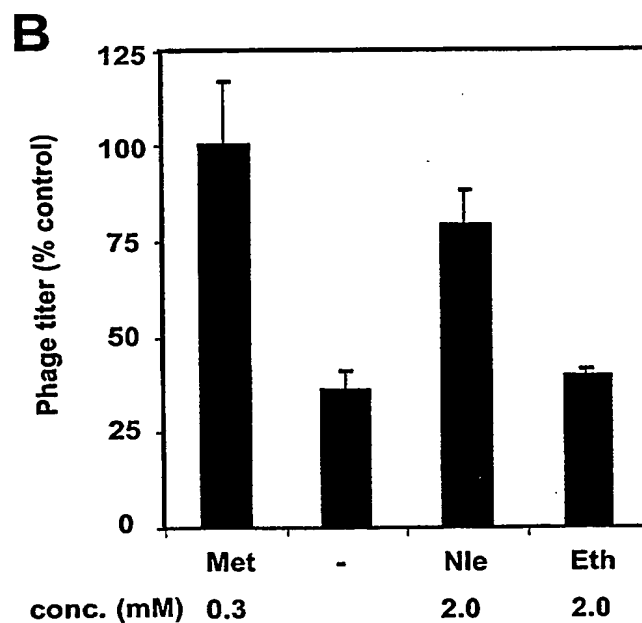 B
Phage titer (% control)
125
100
75
50
25
0
Met - Nle Eth
conc. (mM) 0.3 2.0 2.0